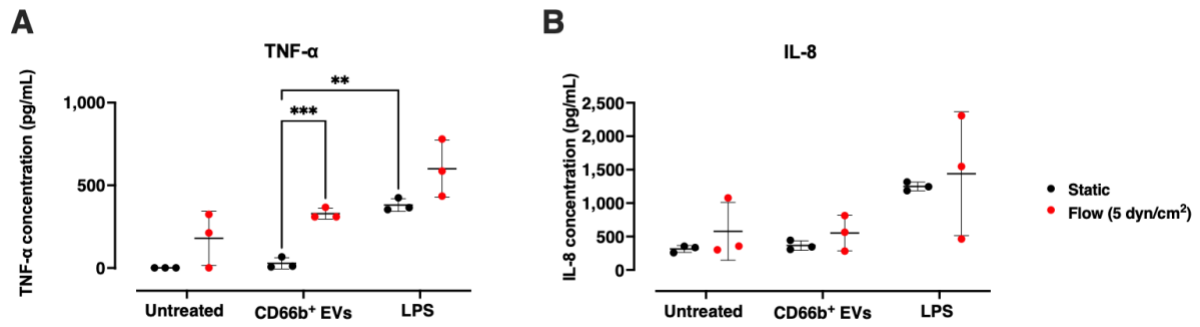 A
TNF-α
TNF-α concentration (pg/mL)
1,000
500
0
**
***
Untreated
CD66b+ EVs
LPS
B
IL-8
IL-8 concentration (pg/mL)
2,500
2,000
1,500
1,000
500
0
Untreated
CD66b+ EVs
LPS
Static
Flow (5 dyn/cm²)